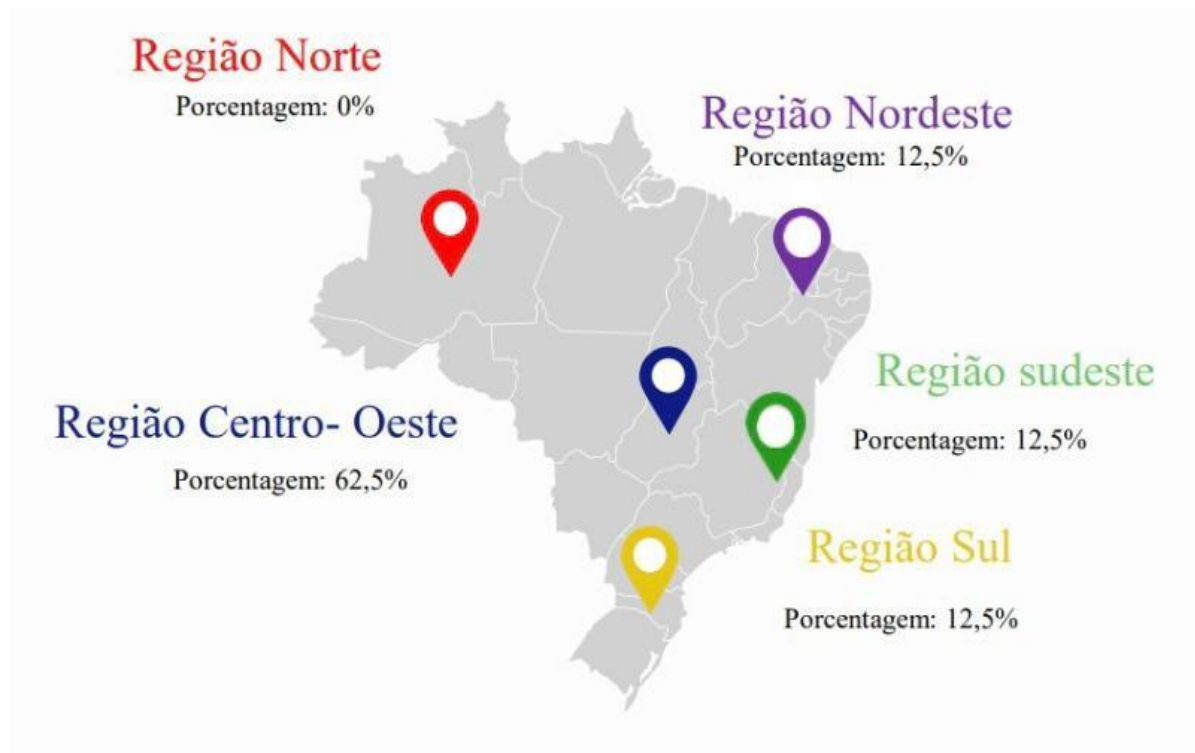 Região Norte
Porcentagem: 0%
Região Nordeste
Porcentagem: 12,5%
Região sudeste
Porcentagem: 12,5%
Região Centro- Oeste
Porcentagem: 62,5%
Região Sul
Porcentagem: 12,5%